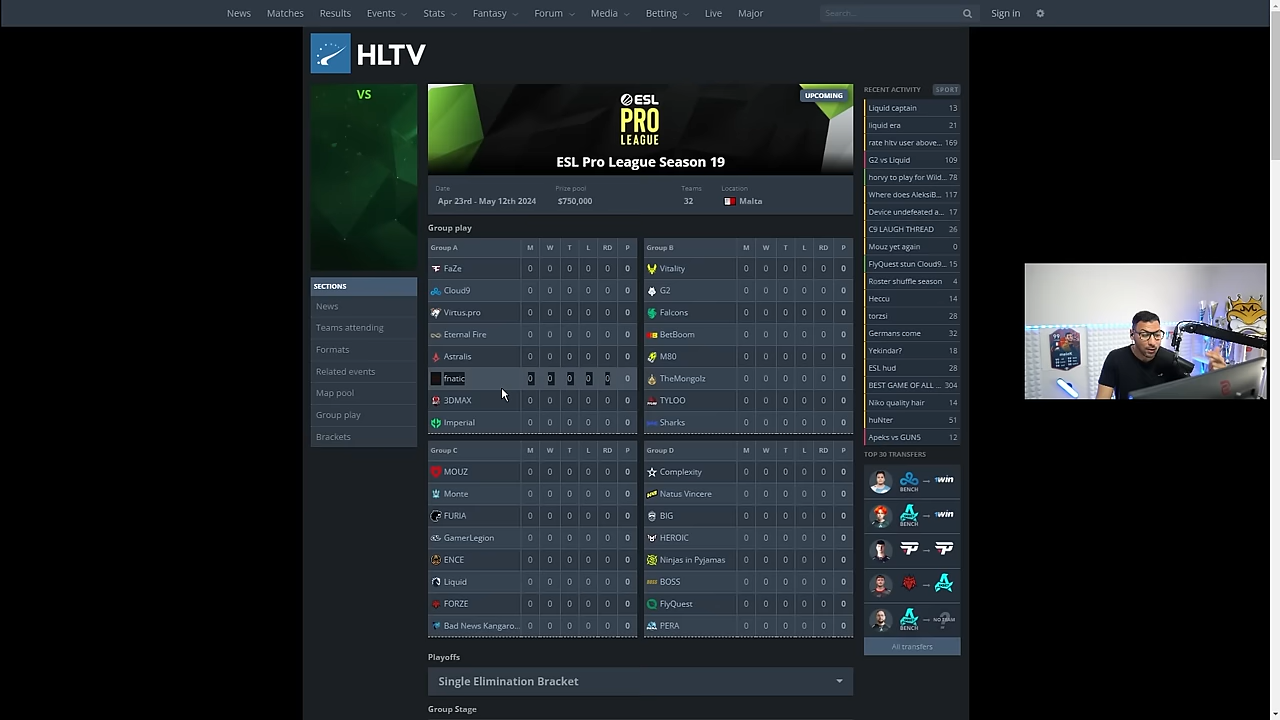 News Matches Results Events Stats Fantasy Forum Media Betting Live Major Search... Sign in
HLTV
VS
SECTIONS
News
Teams attending
Formats
Related events
Map pool
Group play
Brackets
UPCOMING
ESL
PRO
LEAGUE
ESL Pro League Season 19
Date Prize pool Teams Location
Apr 23rd - May 12th 2024 $750,000 32 Malta
Group play
Group A M W T L RD P
FaZe 0 0 0 0 0 0
Cloud9 0 0 0 0 0 0
Virtus.pro 0 0 0 0 0 0
Eternal Fire 0 0 0 0 0 0
Astralis 0 0 0 0 0 0
fnatic 0 0 0 0 0 0
3DMAX 0 0 0 0 0 0
Imperial 0 0 0 0 0 0
Group B M W T L RD P
Vitality 0 0 0 0 0 0
G2 0 0 0 0 0 0
Falcons 0 0 0 0 0 0
BetBoom 0 0 0 0 0 0
M80 0 0 0 0 0 0
TheMongolz 0 0 0 0 0 0
TYLOO 0 0 0 0 0 0
Sharks 0 0 0 0 0 0
Group C M W T L RD P
MOUZ 0 0 0 0 0 0
Monte 0 0 0 0 0 0
FURIA 0 0 0 0 0 0
GamerLegion 0 0 0 0 0 0
ENCE 0 0 0 0 0 0
Liquid 0 0 0 0 0 0
FORZE 0 0 0 0 0 0
Bad News Kangaro... 0 0 0 0 0 0
Group D M W T L RD P
Complexity 0 0 0 0 0 0
Natus Vincere 0 0 0 0 0 0
BIG 0 0 0 0 0 0
HEROIC 0 0 0 0 0 0
Ninjas in Pyjamas 0 0 0 0 0 0
BOSS 0 0 0 0 0 0
FlyQuest 0 0 0 0 0 0
PERA 0 0 0 0 0 0
Playoffs
Single Elimination Bracket
Group Stage
RECENT ACTIVITY SPORT
Liquid captain 13
liquid era 21
rate hltv user above... 169
G2 vs Liquid 109
horvy to play for Wild... 78
Where does AleksiB... 117
Device undefeated a... 17
C9 LAUGH THREAD 26
Mouz yet again 0
FlyQuest stun Cloud9... 15
Roster shuffle season 4
Heccu 14
torzsi 28
Germans come 32
Yekindar? 18
ESL hud 28
BEST GAME OF ALL ... 304
Niko quality hair 14
huNter 51
Apeks vs GUNS 12
TOP 30 TRANSFERS
BENCH 1win
BENCH 1win
BENCH NO TEAM
All transfers